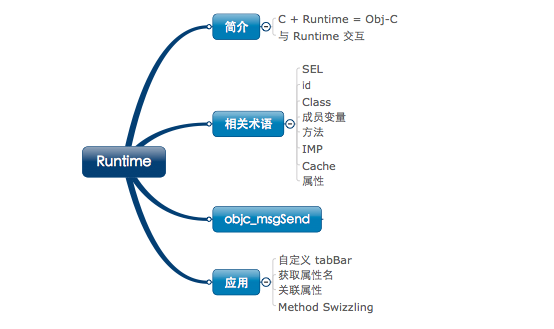 Runtime
简介
C + Runtime = Obj-C
与 Runtime 交互
相关术语
SEL
id
Class
成员变量
方法
IMP
Cache
属性
objc_msgSend
应用
自定义 tabBar
获取属性名
关联属性
Method Swizzling